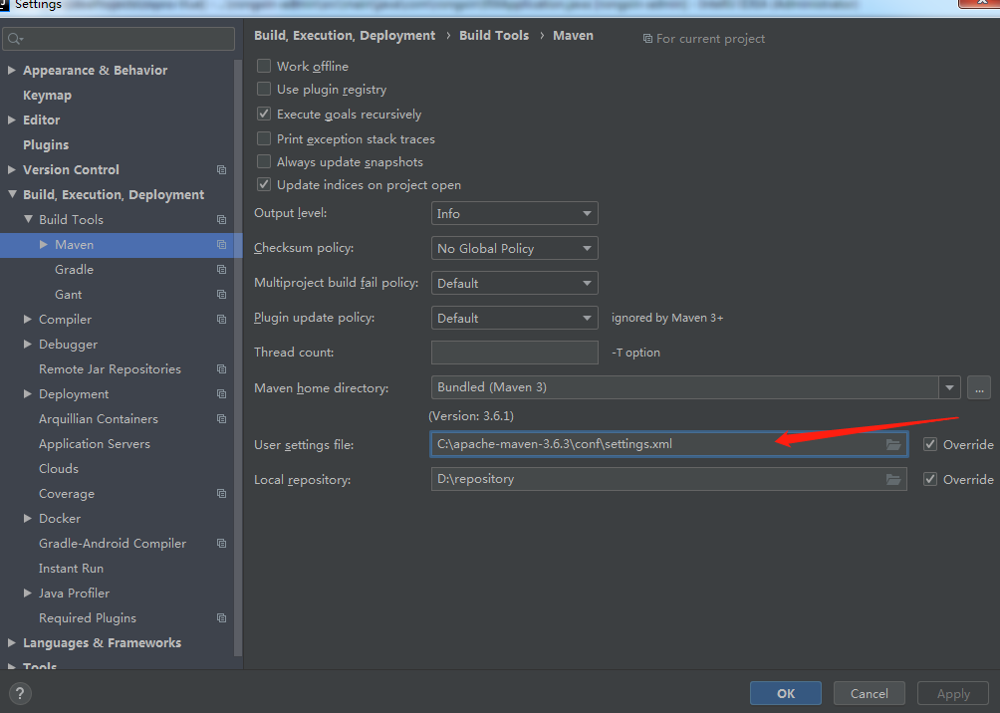 Settings
Build, Execution, Deployment › Build Tools › Maven For current project
Appearance & Behavior
Keymap
Editor
Plugins
Version Control
Build, Execution, Deployment
Build Tools
Maven
Gradle
Gant
Compiler
Debugger
Remote Jar Repositories
Deployment
Arquillian Containers
Application Servers
Clouds
Coverage
Docker
Gradle-Android Compiler
Instant Run
Java Profiler
Required Plugins
Languages & Frameworks
Tools
Work offline
Use plugin registry
Execute goals recursively
Print exception stack traces
Always update snapshots
Update indices on project open
Output level: Info
Checksum policy: No Global Policy
Multiproject build fail policy: Default
Plugin update policy: Default ignored by Maven 3+
Thread count: -T option
Maven home directory: Bundled (Maven 3) ...
(Version: 3.6.1)
User settings file: C:\apache-maven-3.6.3\conf\settings.xml Override
Local repository: D:\repository Override
? OK Cancel Apply